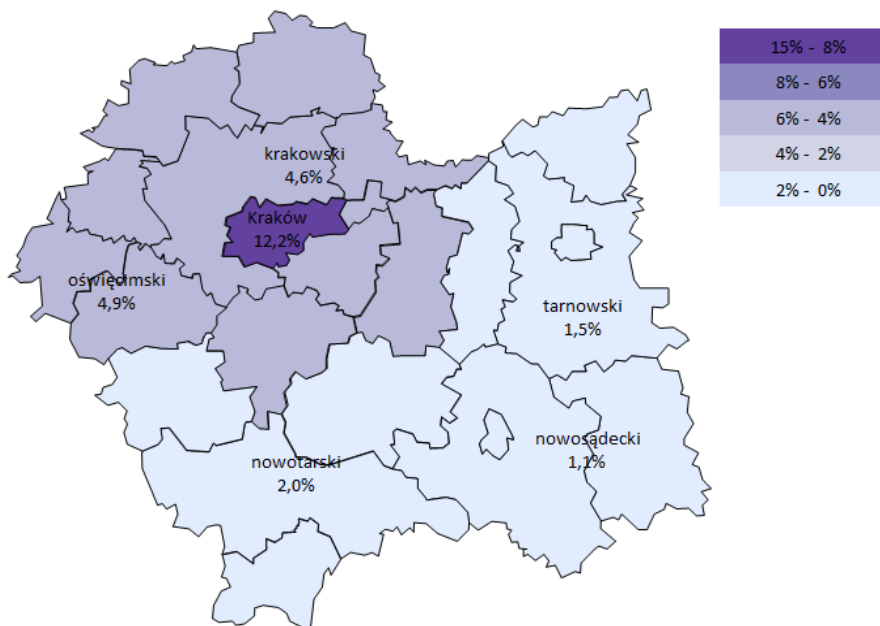 15% - 8%
8% - 6%
6% - 4%
4% - 2%
2% - 0%
krakowski
4,6%
Kraków
12,2%
oświęcimski
4,9%
tarnowski
1,5%
nowosądecki
1,1%
nowotarski
2,0%